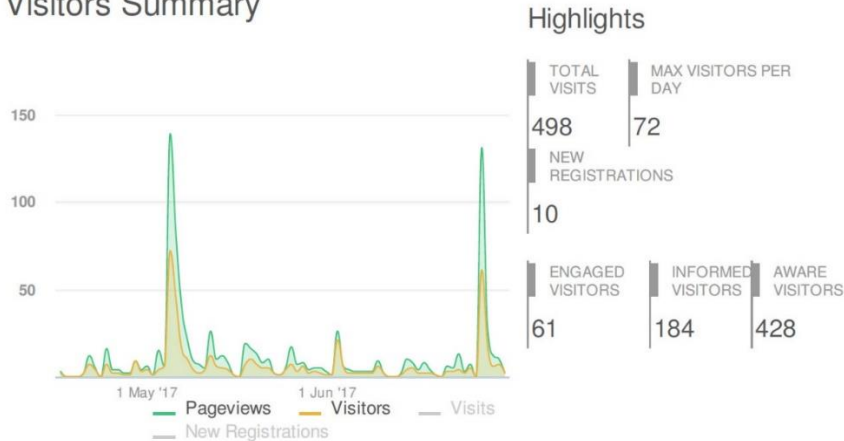 Visitors Summary
Highlights
TOTAL
VISITS
498
MAX VISITORS PER
DAY
72
NEW
REGISTRATIONS
10
ENGAGED
VISITORS
61
INFORMED
VISITORS
184
AWARE
VISITORS
428
150
100
50
1 May '17
1 Jun '17
Pageviews
Visitors
Visits
New Registrations